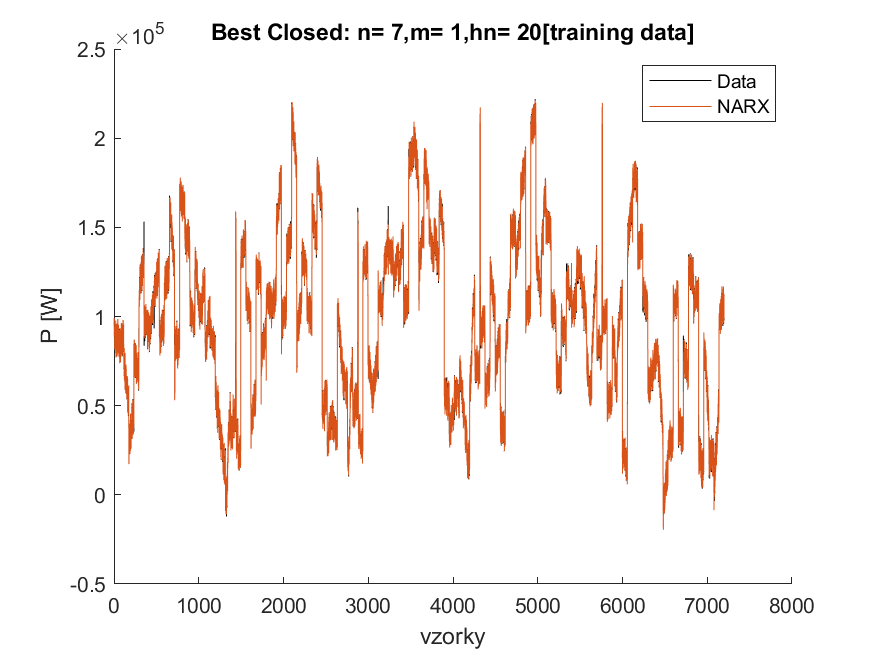 Best Closed: n= 7,m= 1,hn= 20[training data]
×10^5
2.5
2
1.5
1
0.5
0
-0.5
P [W]
Data
NARX
0 1000 2000 3000 4000 5000 6000 7000 8000
vzorky